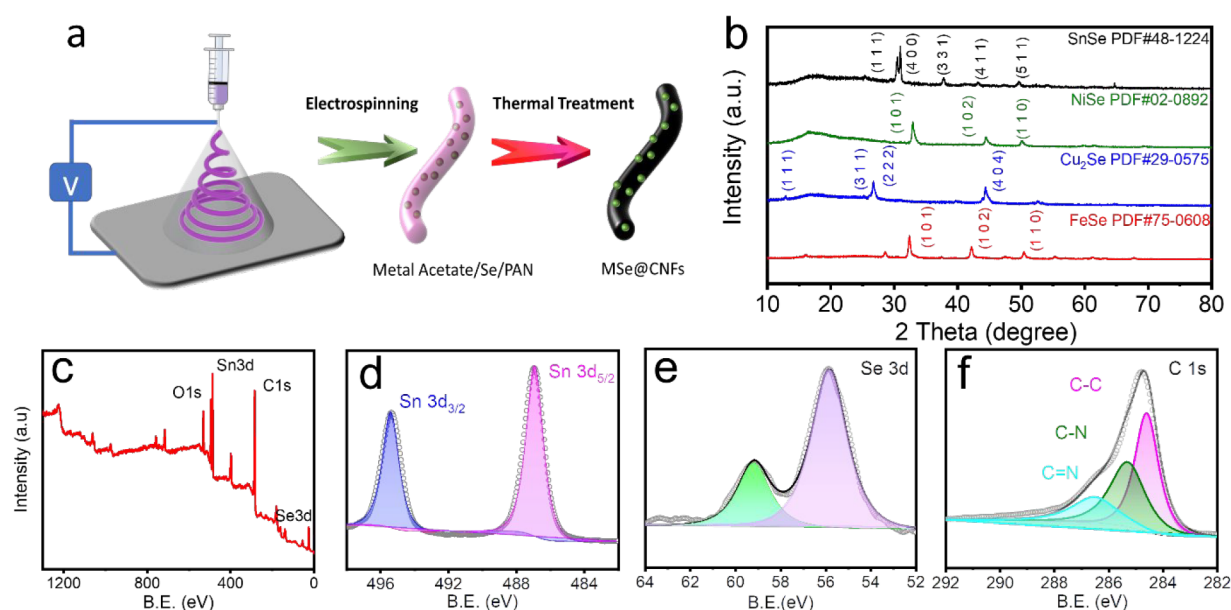 a
V
Electrospinning
Thermal Treatment
Metal Acetate/Se/PAN
MSe@CNFs
b
Intensity (a.u.)
SnSe PDF#48-1224
(1 1 1)
(4 0 0)
(3 3 1)
(4 1 1)
(5 1 1)
NiSe PDF#02-0892
(1 0 1)
(1 0 2)
(1 1 0)
Cu₂Se PDF#29-0575
(1 1 1)
(3 1 1)
(2 2 2)
(4 0 4)
FeSe PDF#75-0608
(1 0 1)
(1 0 2)
(1 1 0)
10 20 30 40 50 60 70 80
2 Theta (degree)
c
Intensity (a.u)
O1s
Sn3d
C1s
Se3d
1200 800 400 0
B.E. (eV)
d
Sn 3d₃/₂
Sn 3d₅/₂
496 492 488 484
B.E. (eV)
e
Se 3d
64 62 60 58 56 54 52
B.E.(eV)
f
C 1s
C-C
C-N
C=N
292 290 288 286 284 282
B.E.(eV)